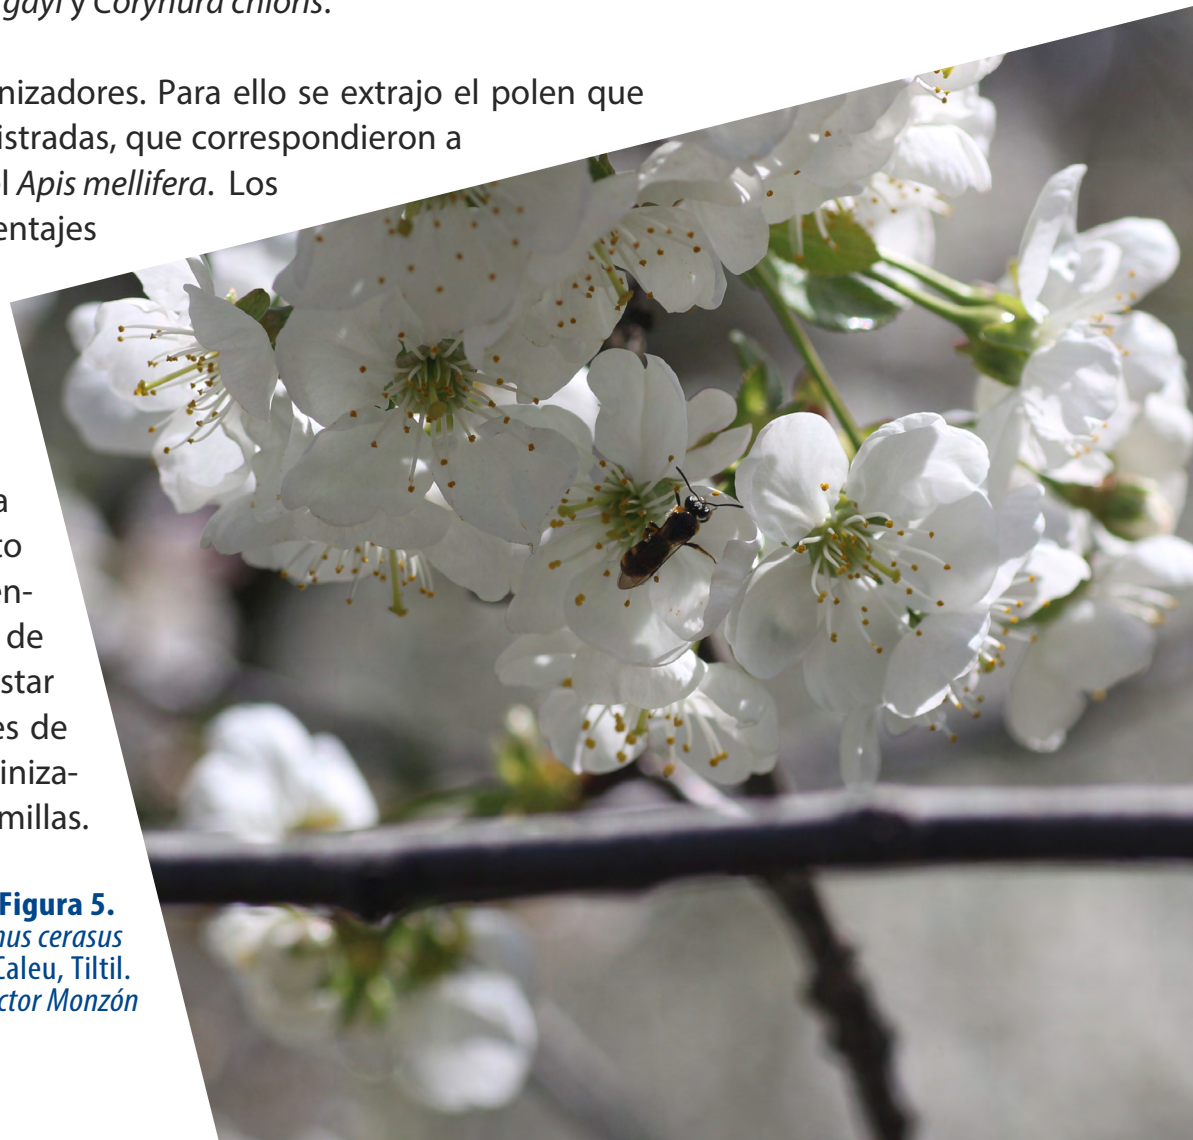 gayi y Corynura chloris.
nizadores. Para ello se extrajo el polen que
istradas, que correspondieron a
el Apis mellifera. Los
entajes
a
to
en-
de
star
es de
iniza-
millas.
Figura 5.
nus cerasus
Caleu, Tiltil.
ctor Monzón